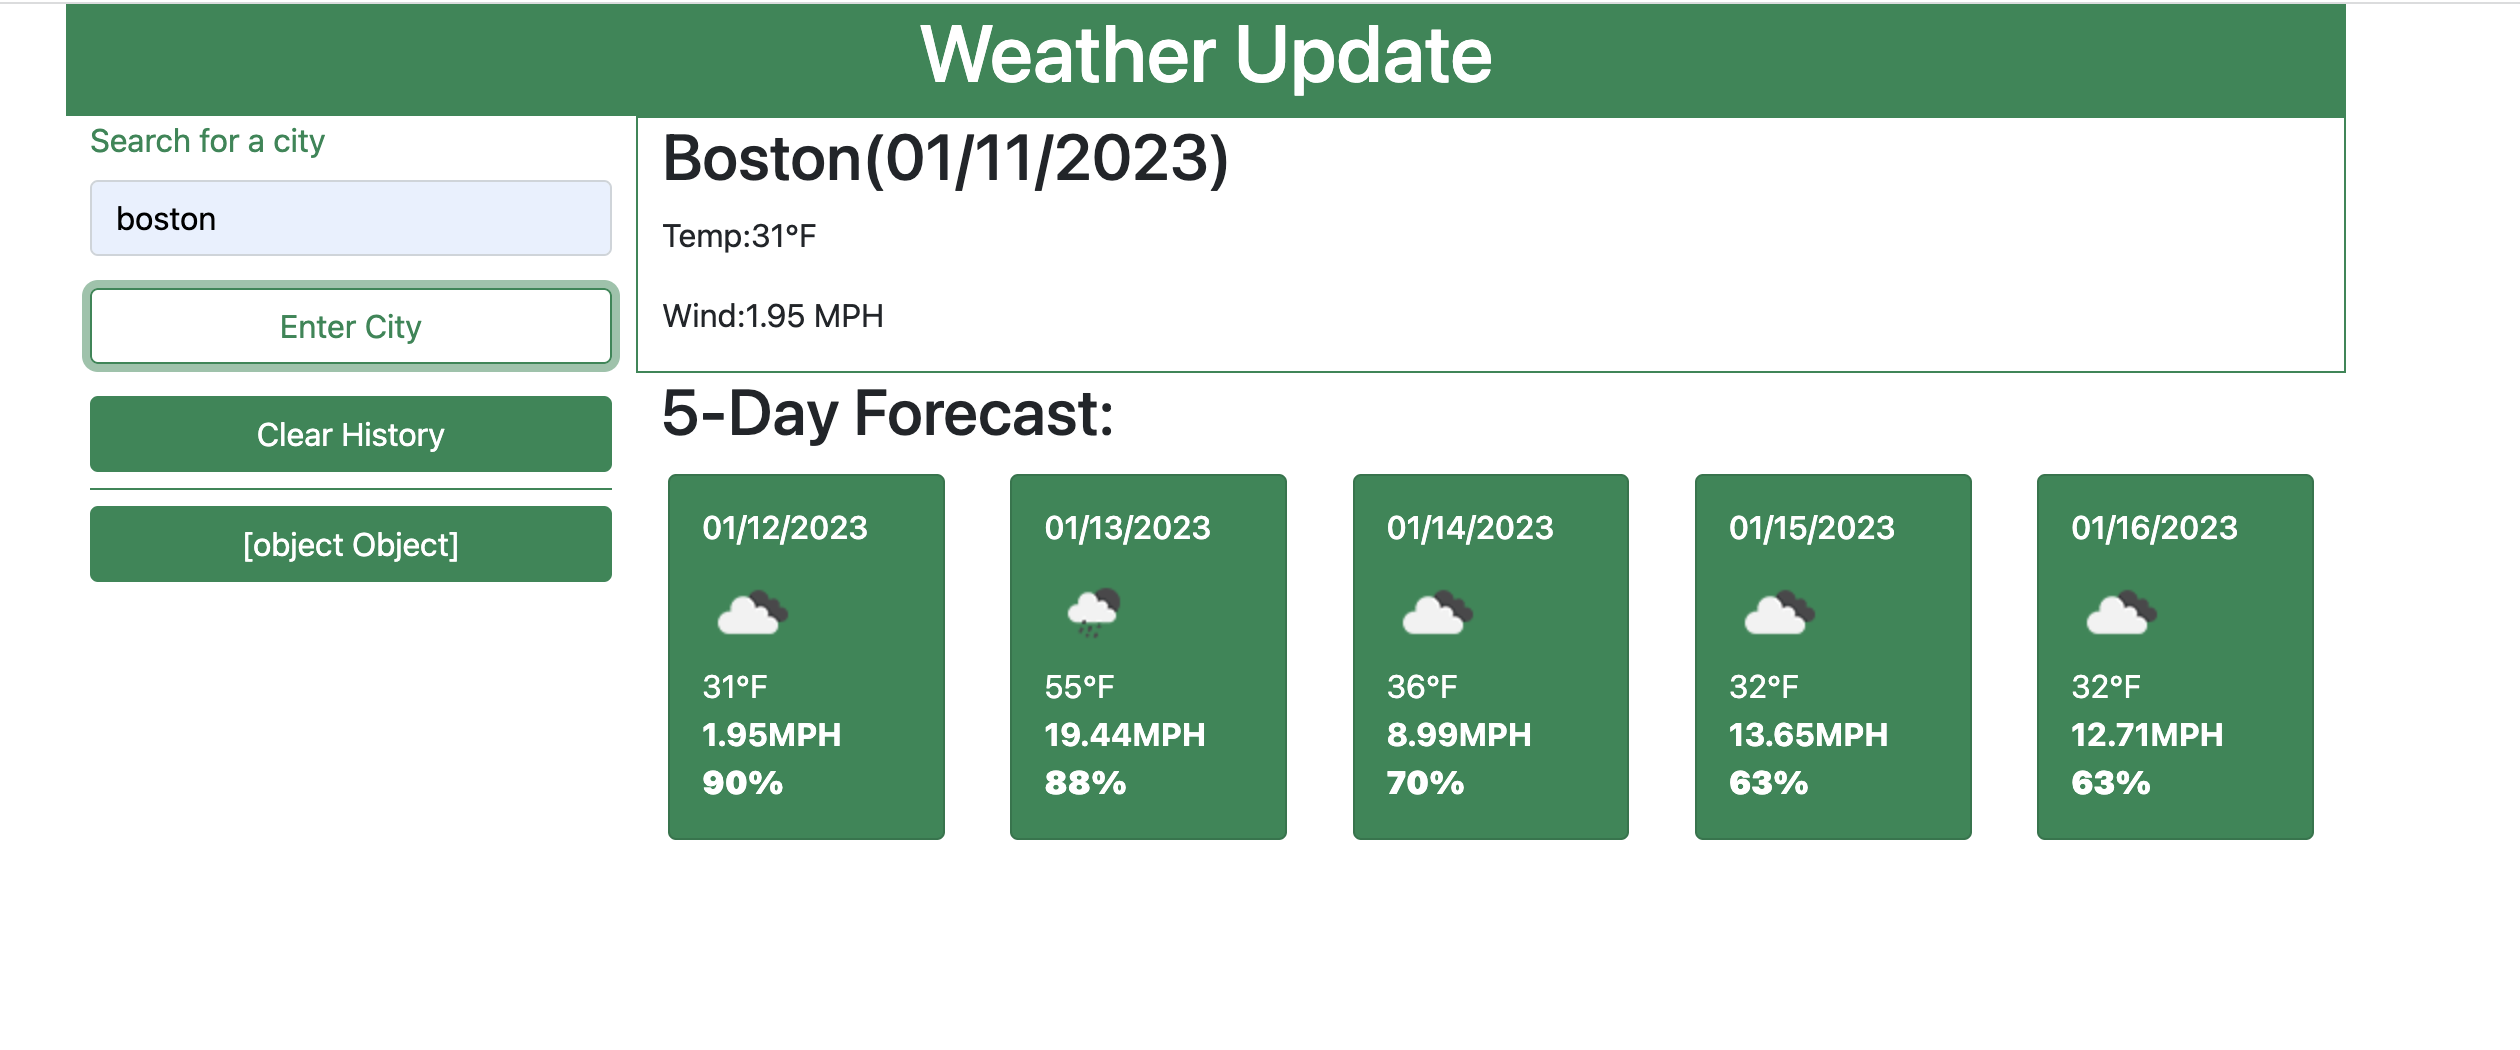 Weather Update
Search for a city
boston
Enter City
Clear History
[object Object]
Boston(01/11/2023)
Temp:31°F
Wind:1.95 MPH
5-Day Forecast:
01/12/2023
31°F
1.95MPH
90%
01/13/2023
55°F
19.44MPH
88%
01/14/2023
36°F
8.99MPH
70%
01/15/2023
32°F
13.65MPH
63%
01/16/2023
32°F
12.71MPH
63%